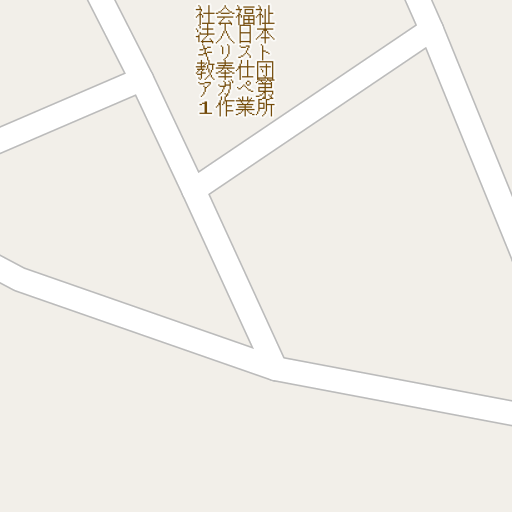 社会福祉
法人日本
キリスト
教奉仕団
アガペ第
１作業所